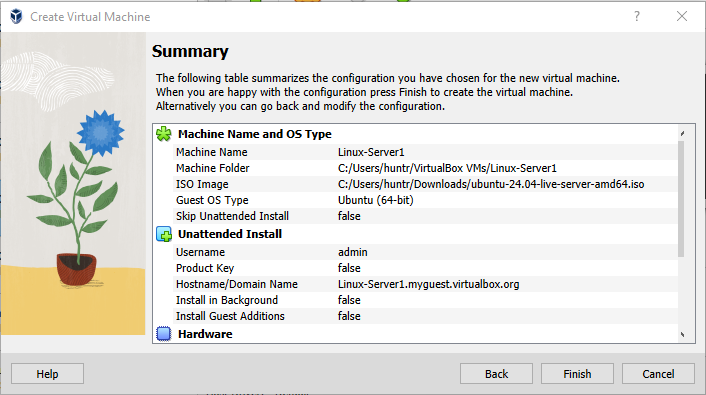 Create Virtual Machine
?
Summary
The following table summarizes the configuration you have chosen for the new virtual machine.
When you are happy with the configuration press Finish to create the virtual machine.
Alternatively you can go back and modify the configuration.
Machine Name and OS Type
Machine Name Linux-Server1
Machine Folder C:/Users/huntr/VirtualBox VMs/Linux-Server1
ISO Image C:/Users/huntr/Downloads/ubuntu-24.04-live-server-amd64.iso
Guest OS Type Ubuntu (64-bit)
Skip Unattended Install false
Unattended Install
Username admin
Product Key false
Hostname/Domain Name Linux-Server1.myguest.virtualbox.org
Install in Background false
Install Guest Additions false
Hardware
Help Back Finish Cancel